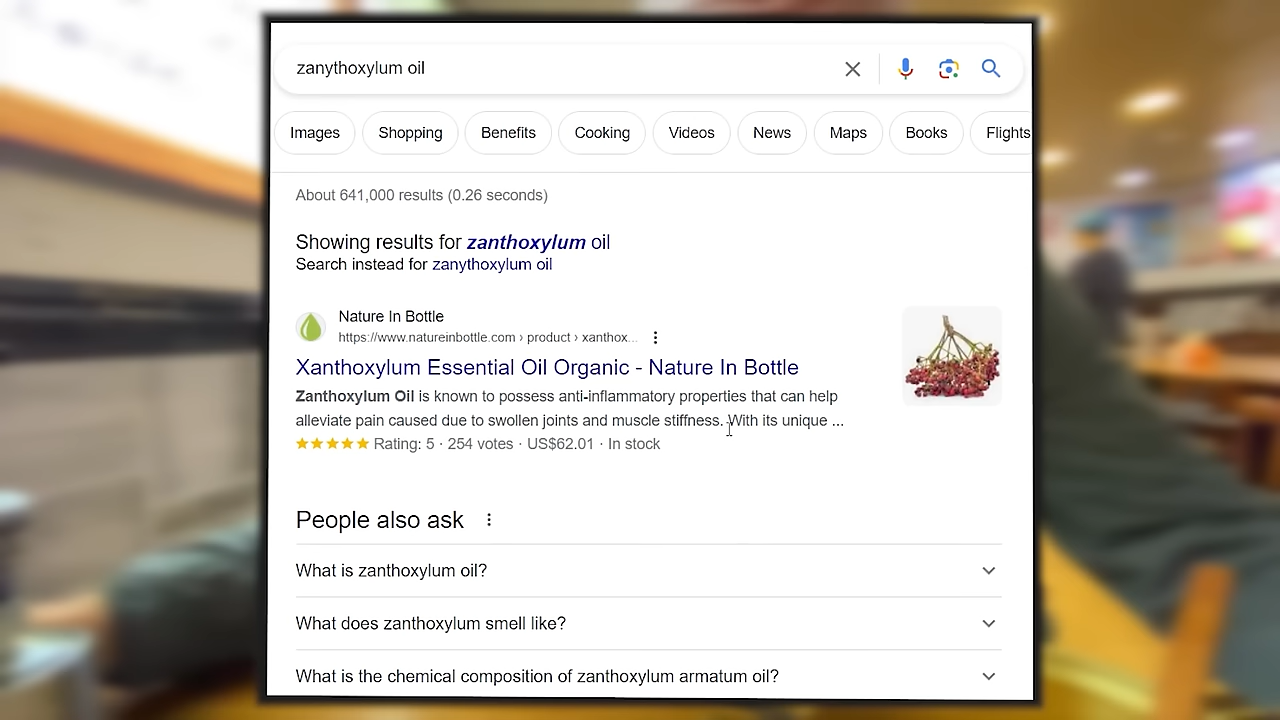 zanythoxylum oil
Images Shopping Benefits Cooking Videos News Maps Books Flights
About 641,000 results (0.26 seconds)
Showing results for zanthoxylum oil
Search instead for zanythoxylum oil
Nature In Bottle
https://www.natureinbottle.com › product › xanthox...
Xanthoxylum Essential Oil Organic - Nature In Bottle
Zanthoxylum Oil is known to possess anti-inflammatory properties that can help
alleviate pain caused due to swollen joints and muscle stiffness. With its unique ...
Rating: 5 · 254 votes · US$62.01 · In stock
People also ask
What is zanthoxylum oil?
What does zanthoxylum smell like?
What is the chemical composition of zanthoxylum armatum oil?